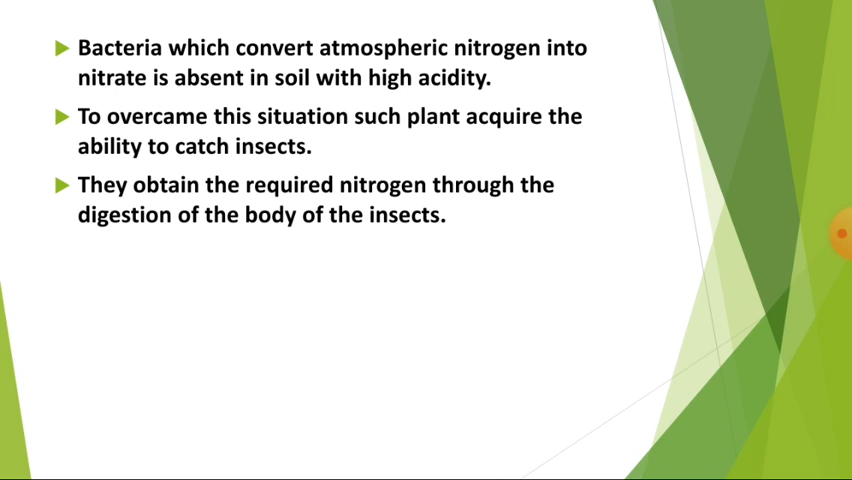 Bacteria which convert atmospheric nitrogen into
nitrate is absent in soil with high acidity.
To overcame this situation such plant acquire the
ability to catch insects.
They obtain the required nitrogen through the
digestion of the body of the insects.